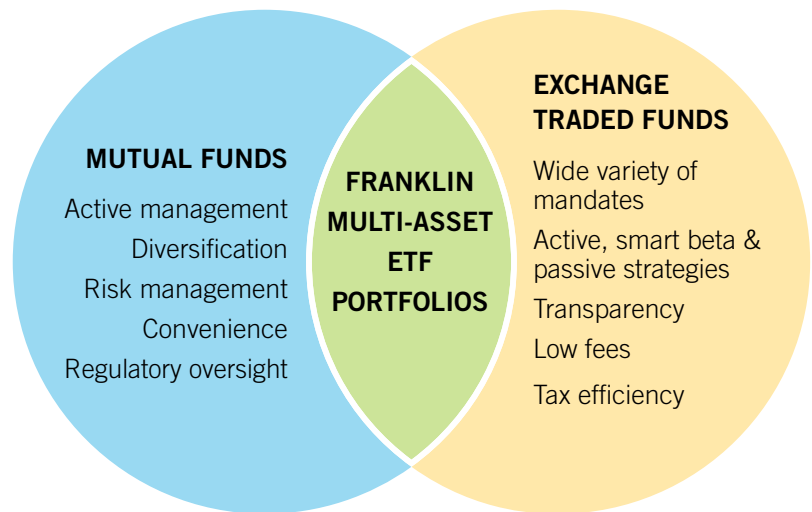 MUTUAL FUNDS
Active management
Diversification
Risk management
Convenience
Regulatory oversight
FRANKLIN
MULTI-ASSET
ETF
PORTFOLIOS
EXCHANGE
TRADED FUNDS
Wide variety of
mandates
Active, smart beta &
passive strategies
Transparency
Low fees
Tax efficiency